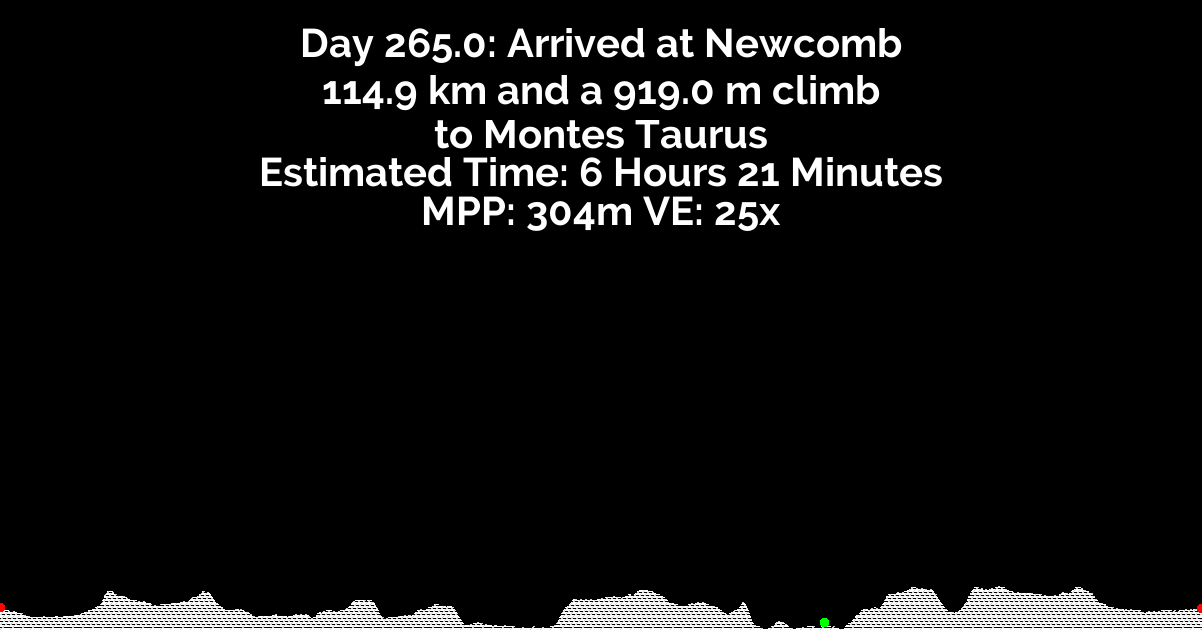 Day 265.0: Arrived at Newcomb
114.9 km and a 919.0 m climb
to Montes Taurus
Estimated Time: 6 Hours 21 Minutes
MPP: 304m VE: 25x